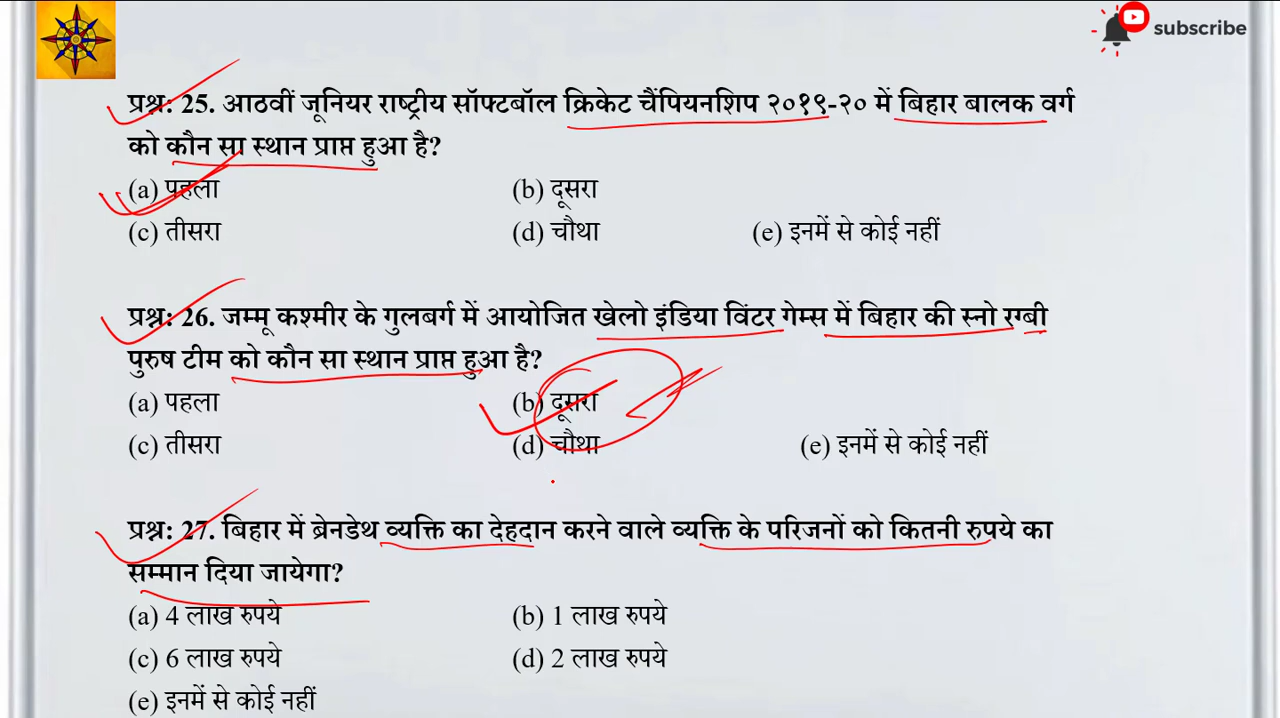 subscribe
प्रश्न: 25. आठवीं जूनियर राष्ट्रीय सॉफ्टबॉल क्रिकेट चैंपियनशिप २०१९-२० में बिहार बालक वर्ग
को कौन सा स्थान प्राप्त हुआ है?
(a) पहला (b) दूसरा
(c) तीसरा (d) चौथा (e) इनमें से कोई नहीं
प्रश्न: 26. जम्मू कश्मीर के गुलबर्ग में आयोजित खेलो इंडिया विंटर गेम्स में बिहार की स्नो रग्बी
पुरुष टीम को कौन सा स्थान प्राप्त हुआ है?
(a) पहला (b) दूसरा
(c) तीसरा (d) चौथा (e) इनमें से कोई नहीं
प्रश्न: 27. बिहार में ब्रेनडेथ व्यक्ति का देहदान करने वाले व्यक्ति के परिजनों को कितनी रुपये का
सम्मान दिया जायेगा?
(a) 4 लाख रुपये (b) 1 लाख रुपये
(c) 6 लाख रुपये (d) 2 लाख रुपये
(e) इनमें से कोई नहीं